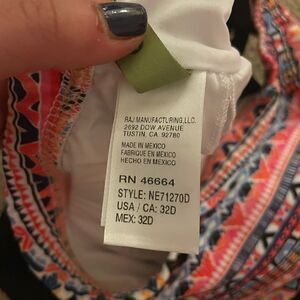 RAJ MANUFACTURING, LLC.
2692 DOW AVENUE
TUSTIN, CA 92780
MADE IN MEXICO
FABRIQUE EN MEXICO
HECHO EN MEXICO
RN 46664
STYLE: NE71270D
USA / CA: 32D
MEX: 32D